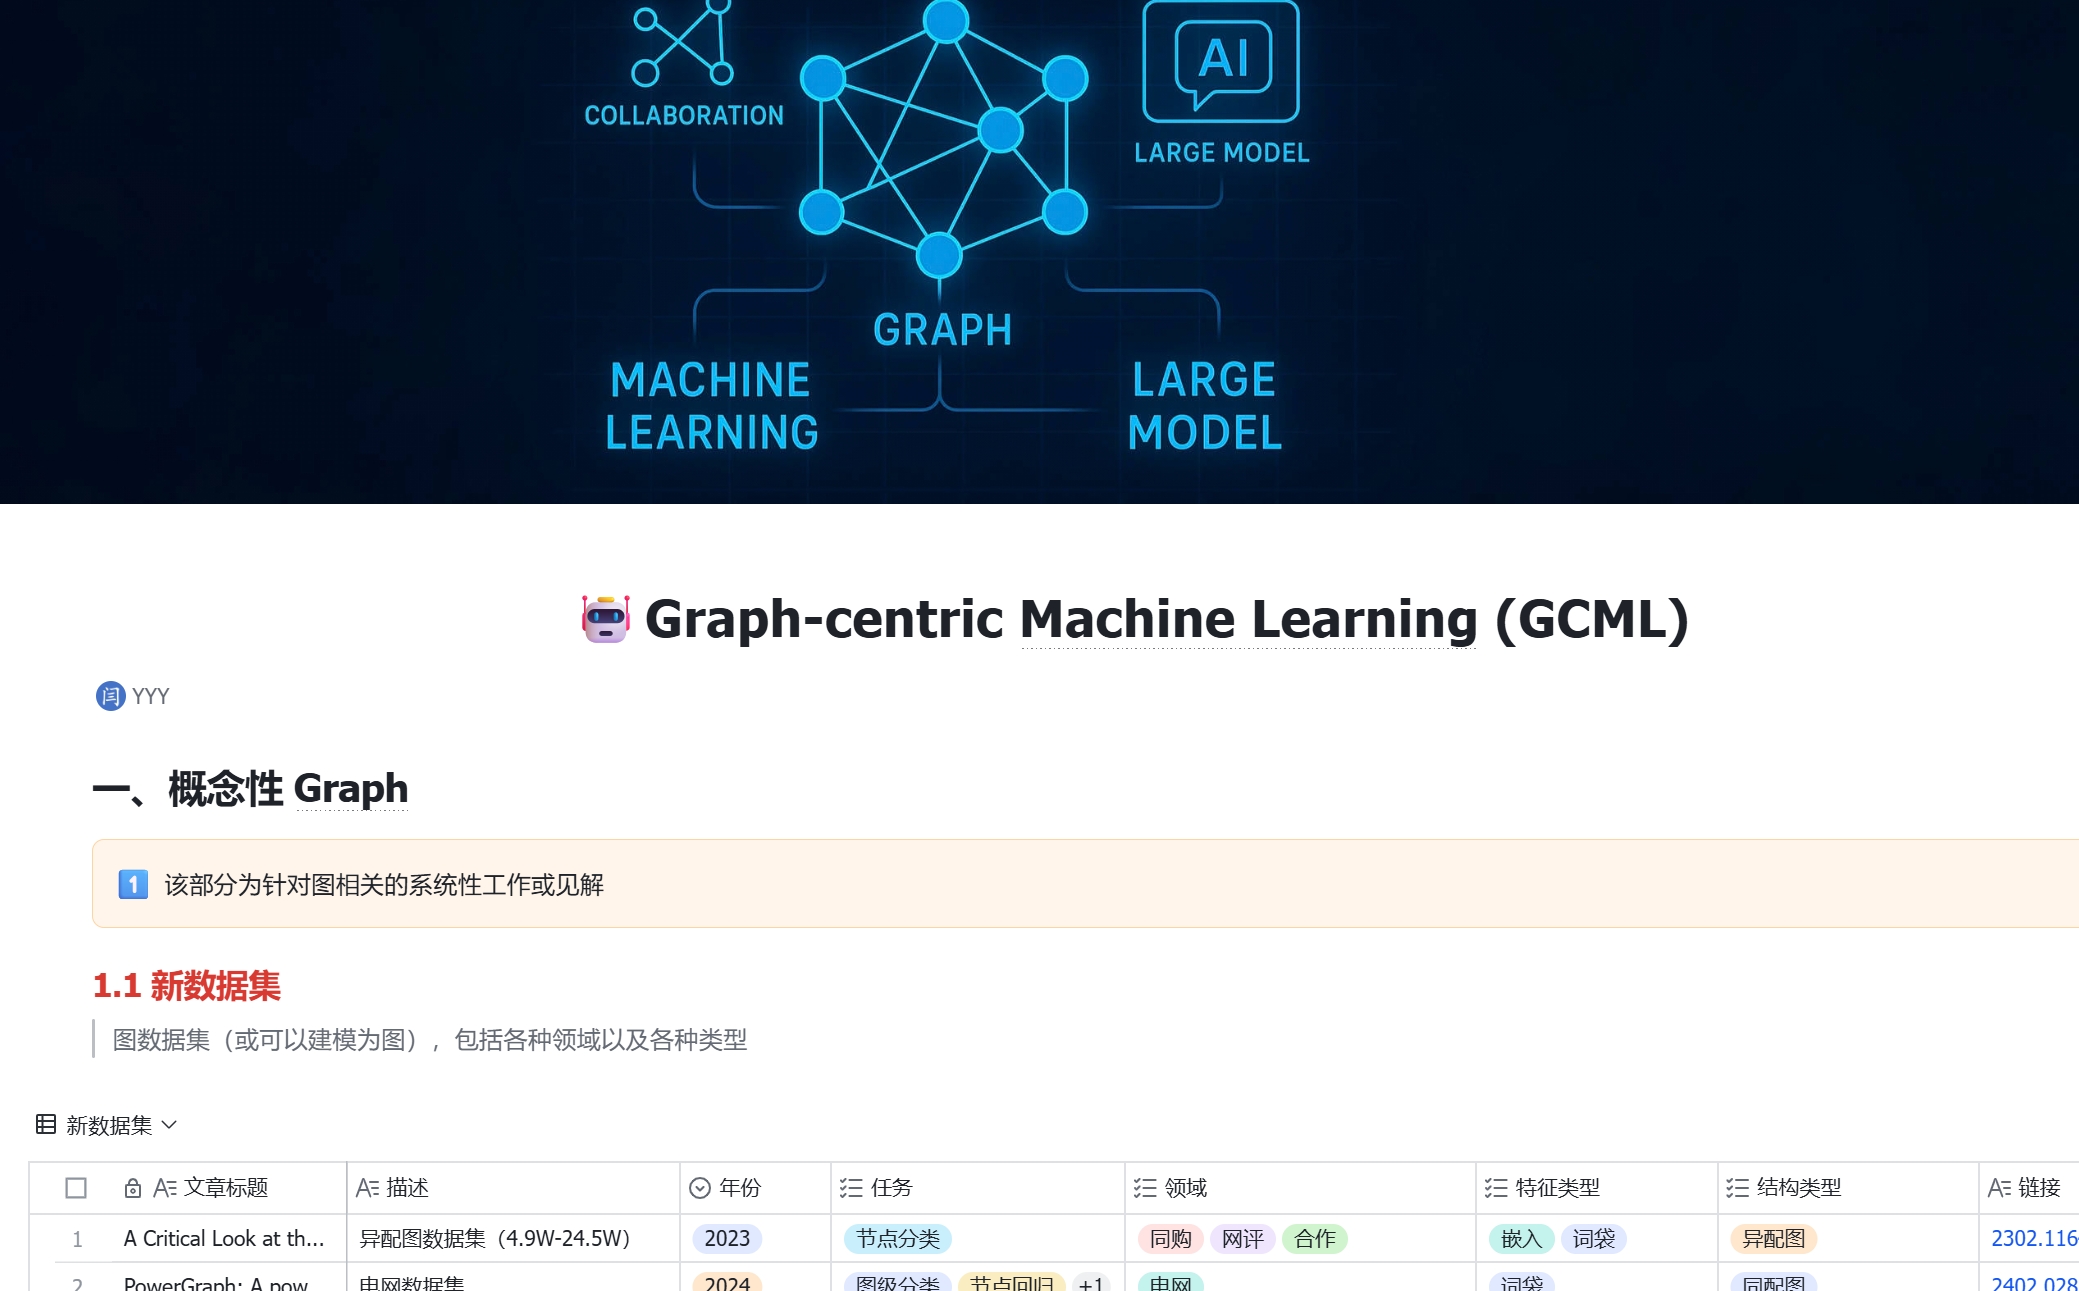 COLLABORATION
AI
LARGE MODEL
GRAPH
MACHINE
LEARNING
LARGE
MODEL
Graph-centric Machine Learning (GCML)
闫 YYY
一、概念性 Graph
1 该部分为针对图相关的系统性工作或见解
1.1 新数据集
图数据集（或可以建模为图），包括各种领域以及各种类型
新数据集
文章标题 描述 年份 任务 领域 特征类型 结构类型 链接
1 A Critical Look at th... 异配图数据集（4.9W-24.5W） 2023 节点分类 同购 网评 合作 嵌入 词袋 异配图 2302.116
2 PowerGraph: A pow 电网数据集 2024 图级分类 节点回归 +1 电网 词袋 同配图 2402.028